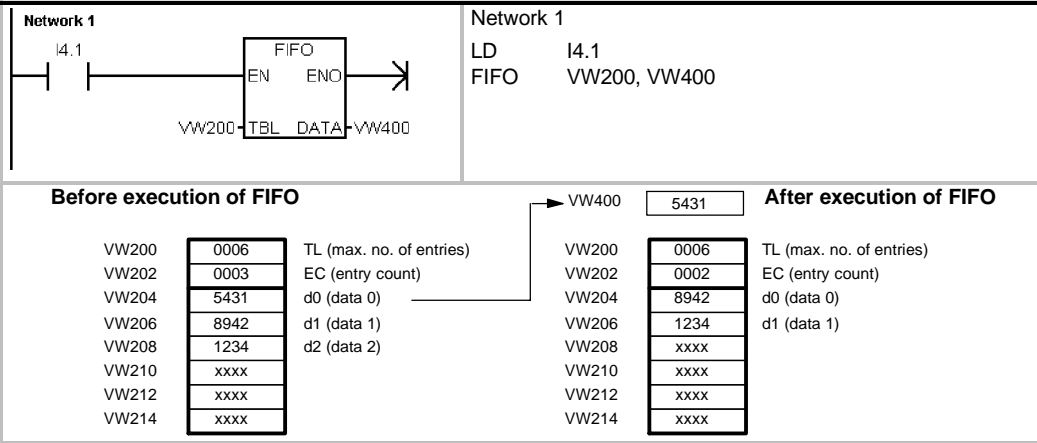 Network 1
I4.1
FIFO
EN ENO
VW200 TBL DATA VW400
Network 1
LD I4.1
FIFO VW200, VW400
Before execution of FIFO
VW400 5431 After execution of FIFO
VW200 0006 TL (max. no. of entries)
VW202 0003 EC (entry count)
VW204 5431 d0 (data 0)
VW206 8942 d1 (data 1)
VW208 1234 d2 (data 2)
VW210 xxxx
VW212 xxxx
VW214 xxxx
VW200 0006 TL (max. no. of entries)
VW202 0002 EC (entry count)
VW204 8942 d0 (data 0)
VW206 1234 d1 (data 1)
VW208 xxxx
VW210 xxxx
VW212 xxxx
VW214 xxxx